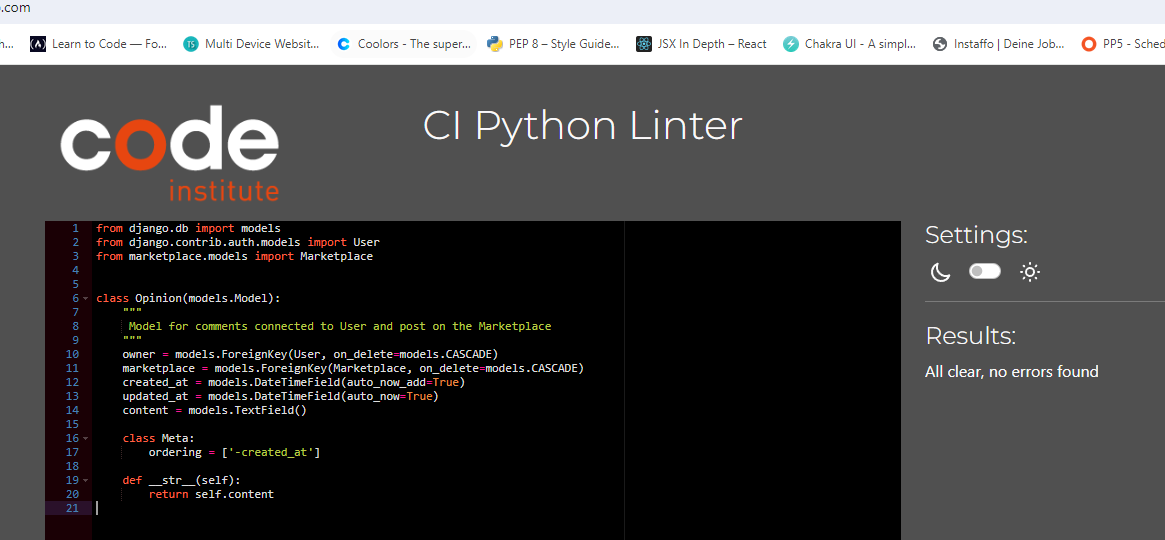 .com
Learn to Code — Fo...
Multi Device Websit...
Coolors - The super...
PEP 8 – Style Guide...
JSX In Depth – React
Chakra UI - A simpl...
Instaffo | Deine Job...
PP5 - Sched
code
institute
CI Python Linter
1 from django.db import models
2 from django.contrib.auth.models import User
3 from marketplace.models import Marketplace
4
5
6 class Opinion(models.Model):
7 """
8 Model for comments connected to User and post on the Marketplace
9 """
10 owner = models.ForeignKey(User, on_delete=models.CASCADE)
11 marketplace = models.ForeignKey(Marketplace, on_delete=models.CASCADE)
12 created_at = models.DateTimeField(auto_now_add=True)
13 updated_at = models.DateTimeField(auto_now=True)
14 content = models.TextField()
15
16 class Meta:
17 ordering = ['-created_at']
18
19 def __str__(self):
20 return self.content
21
Settings:
Results:
All clear, no errors found